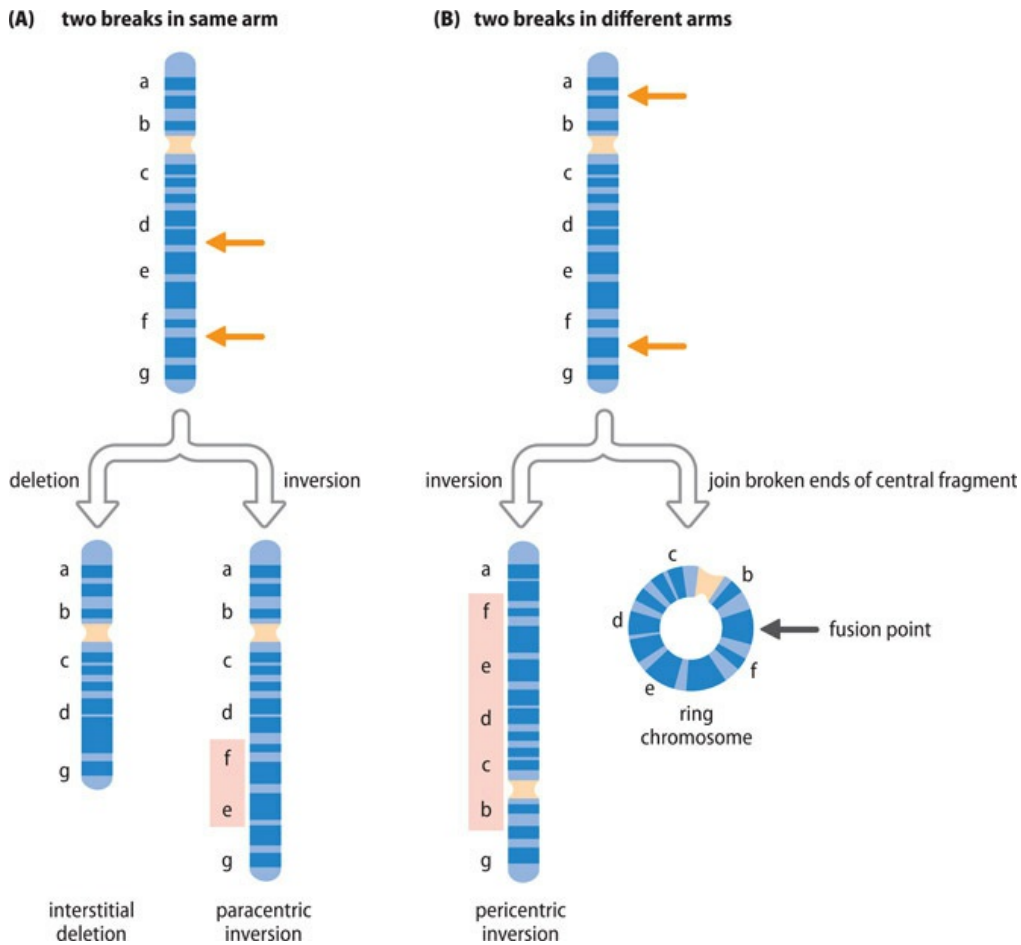 (A) two breaks in same arm
a
b
c
d
e
f
g
deletion
inversion
a
b
c
d
g
interstitial
deletion
a
b
c
d
f
e
g
paracentric
inversion
(B) two breaks in different arms
a
b
c
d
e
f
g
inversion
join broken ends of central fragment
a
f
e
d
c
b
g
pericentric
inversion
c
b
d
fusion point
f
e
ring
chromosome